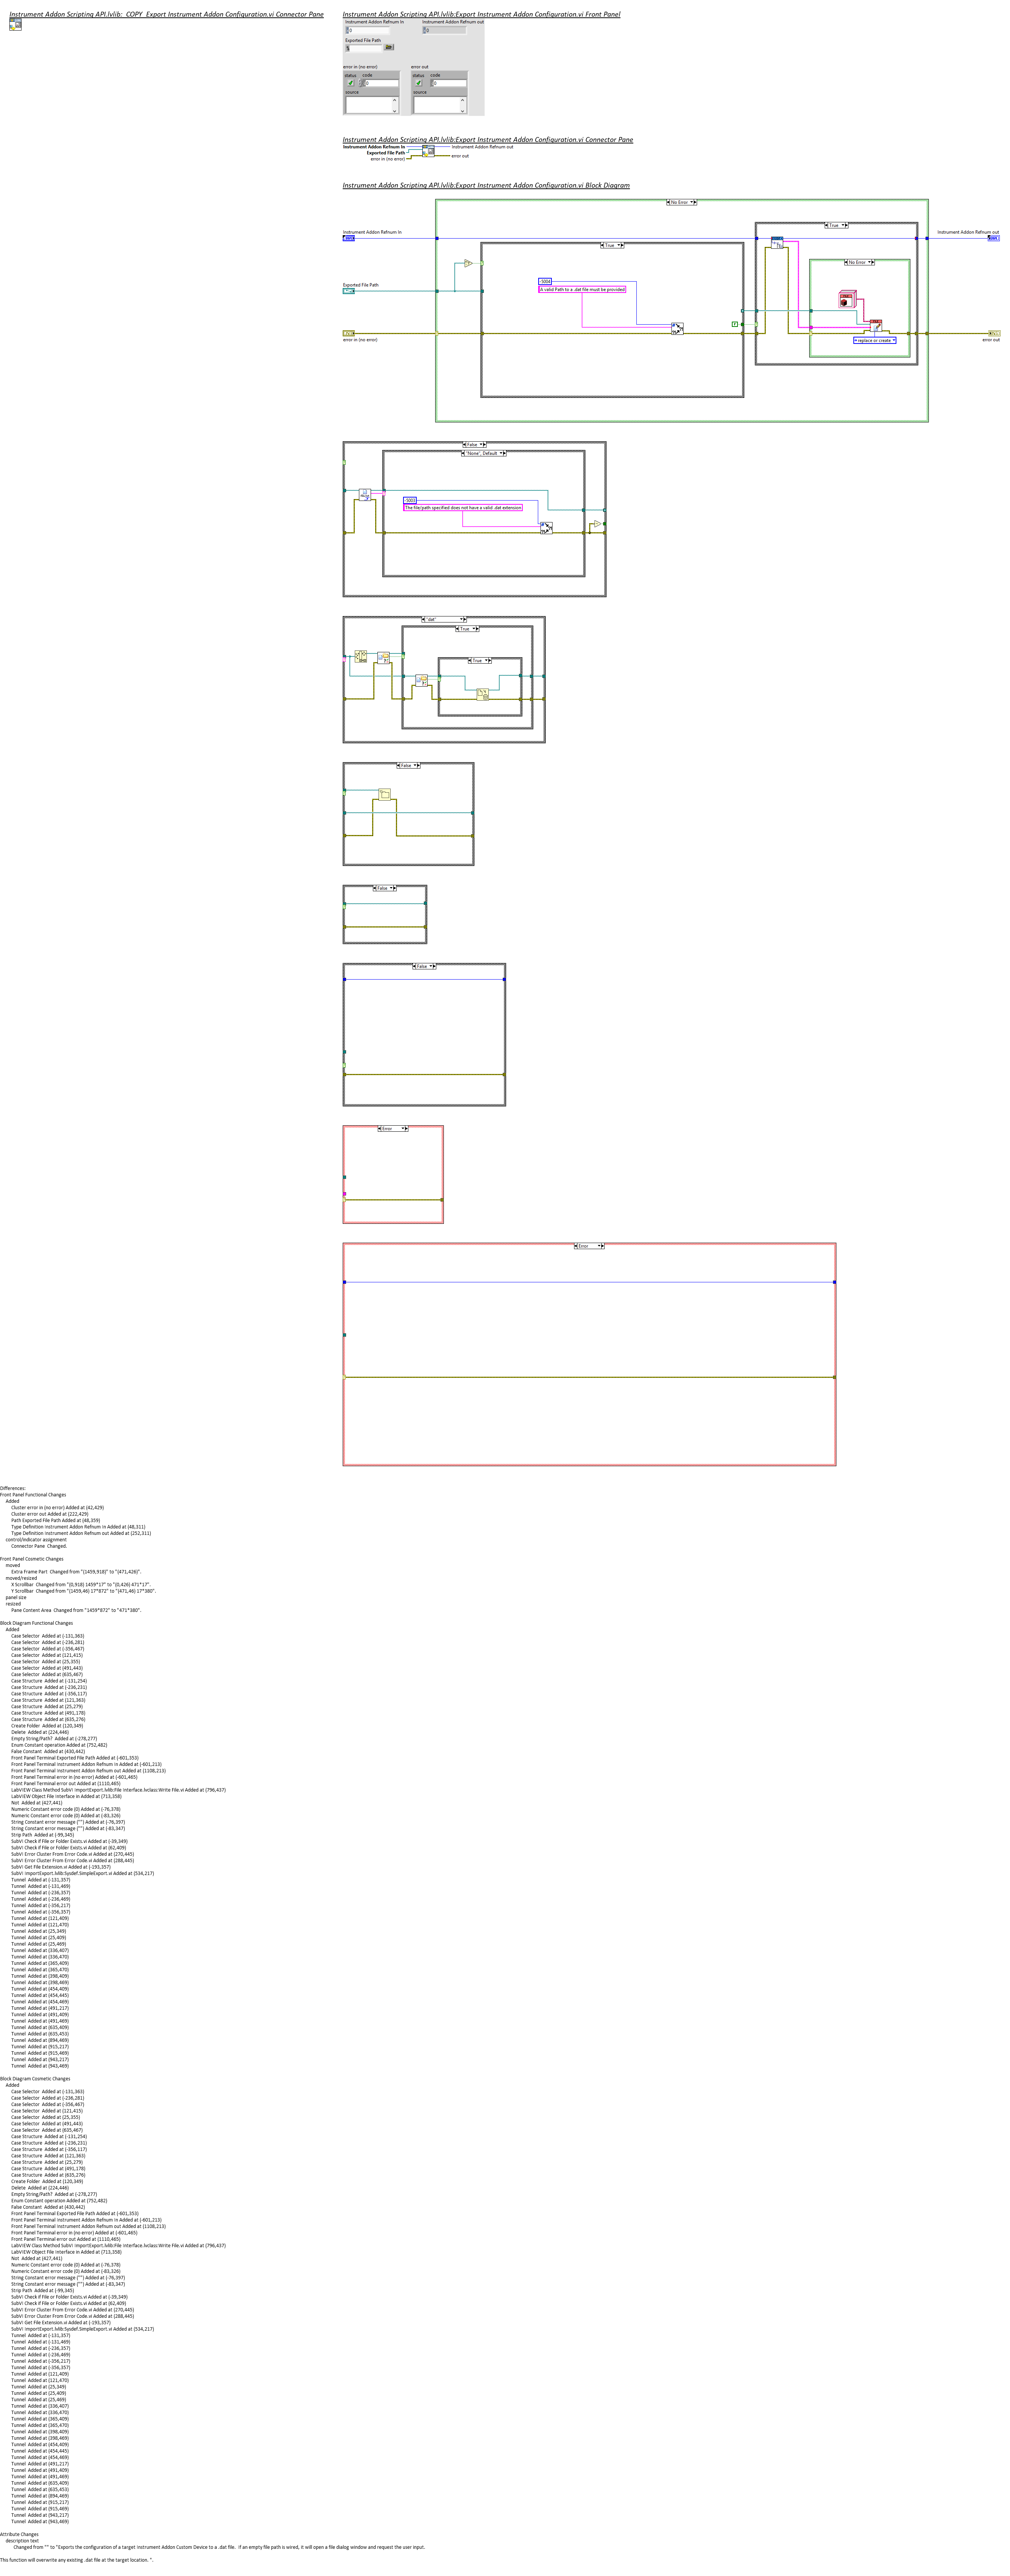 Instrument Addon Scripting API.lvlib:_COPY_Export Instrument Addon Configuration.vi Connector Pane
Instrument Addon Scripting API.lvlib:Export Instrument Addon Configuration.vi Front Panel
Instrument Addon Refnum In
Instrument Addon Refnum out
0
0
Exported File Path
error in (no error)
error out
status
code
0
source
status
code
0
source
Instrument Addon Scripting API.lvlib:Export Instrument Addon Configuration.vi Connector Pane
Instrument Addon Refnum In
Instrument Addon Refnum out
Exported File Path
error in (no error)
error out
Instrument Addon Scripting API.lvlib:Export Instrument Addon Configuration.vi Block Diagram
No Error
Instrument Addon Refnum In
Instrument Addon Refnum out
True
True
Exported File Path
-5004
A valid Path to a .dat file must be provided
No Error
replace or create
error in (no error)
error out
False
"None", Default
-5003
The file/path specified does not have a valid .dat extension
"dat"
True
True
False
False
False
Error
Error
Differences:
Front Panel Functional Changes
Added
Cluster error in (no error) Added at (42,429)
Cluster error out Added at (222,429)
Path Exported File Path Added at (48,359)
Type Definition Instrument Addon Refnum In Added at (48,311)
Type Definition Instrument Addon Refnum out Added at (252,311)
control/indicator assignment
Connector Pane  Changed.
Front Panel Cosmetic Changes
moved
Extra Frame Part  Changed from "(1459,918)" to "(471,426)".
moved/resized
X Scrollbar  Changed from "(0,918) 1459*17" to "(0,426) 471*17".
Y Scrollbar  Changed from "(1459,46) 17*872" to "(471,46) 17*380".
panel size
resized
Pane Content Area  Changed from "1459*872" to "471*380".
Block Diagram Functional Changes
Added
Case Selector  Added at (-131,363)
Case Selector  Added at (-236,281)
Case Selector  Added at (-356,467)
Case Selector  Added at (121,415)
Case Selector  Added at (25,355)
Case Selector  Added at (491,443)
Case Selector  Added at (635,467)
Case Structure  Added at (-131,254)
Case Structure  Added at (-236,231)
Case Structure  Added at (-356,117)
Case Structure  Added at (121,363)
Case Structure  Added at (25,279)
Case Structure  Added at (491,178)
Case Structure  Added at (635,276)
Create Folder  Added at (120,349)
Delete  Added at (224,446)
Empty String/Path?  Added at (-278,277)
Enum Constant operation Added at (752,482)
False Constant  Added at (430,442)
Front Panel Terminal Exported File Path Added at (-601,353)
Front Panel Terminal Instrument Addon Refnum In Added at (-601,213)
Front Panel Terminal Instrument Addon Refnum out Added at (1108,213)
Front Panel Terminal error in (no error) Added at (-601,465)
Front Panel Terminal error out Added at (1110,465)
LabVIEW Class Method SubVI ImportExport.lvlib:File Interface.lvclass:Write File.vi Added at (796,437)
LabVIEW Object File Interface in Added at (713,358)
Not  Added at (427,441)
Numeric Constant error code (0) Added at (-76,378)
Numeric Constant error code (0) Added at (-83,326)
String Constant error message ("") Added at (-76,397)
String Constant error message ("") Added at (-83,347)
Strip Path  Added at (-99,345)
SubVI Check if File or Folder Exists.vi Added at (-39,349)
SubVI Check if File or Folder Exists.vi Added at (62,409)
SubVI Error Cluster From Error Code.vi Added at (270,445)
SubVI Error Cluster From Error Code.vi Added at (288,445)
SubVI Get File Extension.vi Added at (-193,357)
SubVI ImportExport.lvlib:Sysdef.SimpleExport.vi Added at (534,217)
Tunnel  Added at (-131,357)
Tunnel  Added at (-131,469)
Tunnel  Added at (-236,357)
Tunnel  Added at (-236,469)
Tunnel  Added at (-356,217)
Tunnel  Added at (-356,357)
Tunnel  Added at (121,409)
Tunnel  Added at (121,470)
Tunnel  Added at (25,349)
Tunnel  Added at (25,409)
Tunnel  Added at (25,469)
Tunnel  Added at (336,407)
Tunnel  Added at (336,470)
Tunnel  Added at (365,409)
Tunnel  Added at (365,470)
Tunnel  Added at (398,409)
Tunnel  Added at (398,469)
Tunnel  Added at (454,409)
Tunnel  Added at (454,445)
Tunnel  Added at (454,469)
Tunnel  Added at (491,217)
Tunnel  Added at (491,409)
Tunnel  Added at (491,469)
Tunnel  Added at (635,409)
Tunnel  Added at (635,453)
Tunnel  Added at (894,469)
Tunnel  Added at (915,217)
Tunnel  Added at (915,469)
Tunnel  Added at (943,217)
Tunnel  Added at (943,469)
Block Diagram Cosmetic Changes
Added
Case Selector  Added at (-131,363)
Case Selector  Added at (-236,281)
Case Selector  Added at (-356,467)
Case Selector  Added at (121,415)
Case Selector  Added at (25,355)
Case Selector  Added at (491,443)
Case Selector  Added at (635,467)
Case Structure  Added at (-131,254)
Case Structure  Added at (-236,231)
Case Structure  Added at (-356,117)
Case Structure  Added at (121,363)
Case Structure  Added at (25,279)
Case Structure  Added at (491,178)
Case Structure  Added at (635,276)
Create Folder  Added at (120,349)
Delete  Added at (224,446)
Empty String/Path?  Added at (-278,277)
Enum Constant operation Added at (752,482)
False Constant  Added at (430,442)
Front Panel Terminal Exported File Path Added at (-601,353)
Front Panel Terminal Instrument Addon Refnum In Added at (-601,213)
Front Panel Terminal Instrument Addon Refnum out Added at (1108,213)
Front Panel Terminal error in (no error) Added at (-601,465)
Front Panel Terminal error out Added at (1110,465)
LabVIEW Class Method SubVI ImportExport.lvlib:File Interface.lvclass:Write File.vi Added at (796,437)
LabVIEW Object File Interface in Added at (713,358)
Not  Added at (427,441)
Numeric Constant error code (0) Added at (-76,378)
Numeric Constant error code (0) Added at (-83,326)
String Constant error message ("") Added at (-76,397)
String Constant error message ("") Added at (-83,347)
Strip Path  Added at (-99,345)
SubVI Check if File or Folder Exists.vi Added at (-39,349)
SubVI Check if File or Folder Exists.vi Added at (62,409)
SubVI Error Cluster From Error Code.vi Added at (270,445)
SubVI Error Cluster From Error Code.vi Added at (288,445)
SubVI Get File Extension.vi Added at (-193,357)
SubVI ImportExport.lvlib:Sysdef.SimpleExport.vi Added at (534,217)
Tunnel  Added at (-131,357)
Tunnel  Added at (-131,469)
Tunnel  Added at (-236,357)
Tunnel  Added at (-236,469)
Tunnel  Added at (-356,217)
Tunnel  Added at (-356,357)
Tunnel  Added at (121,409)
Tunnel  Added at (121,470)
Tunnel  Added at (25,349)
Tunnel  Added at (25,409)
Tunnel  Added at (25,469)
Tunnel  Added at (336,407)
Tunnel  Added at (336,470)
Tunnel  Added at (365,409)
Tunnel  Added at (365,470)
Tunnel  Added at (398,409)
Tunnel  Added at (398,469)
Tunnel  Added at (454,409)
Tunnel  Added at (454,445)
Tunnel  Added at (454,469)
Tunnel  Added at (491,217)
Tunnel  Added at (491,409)
Tunnel  Added at (491,469)
Tunnel  Added at (635,409)
Tunnel  Added at (635,453)
Tunnel  Added at (894,469)
Tunnel  Added at (915,217)
Tunnel  Added at (915,469)
Tunnel  Added at (943,217)
Tunnel  Added at (943,469)
Attribute Changes
description text
Changed from "" to "Exports the configuration of a target Instrument Addon Custom Device to a .dat file.  If an empty file path is wired, it will open a file dialog window and request the user input.
This function will overwrite any existing .dat file at the target location. ".